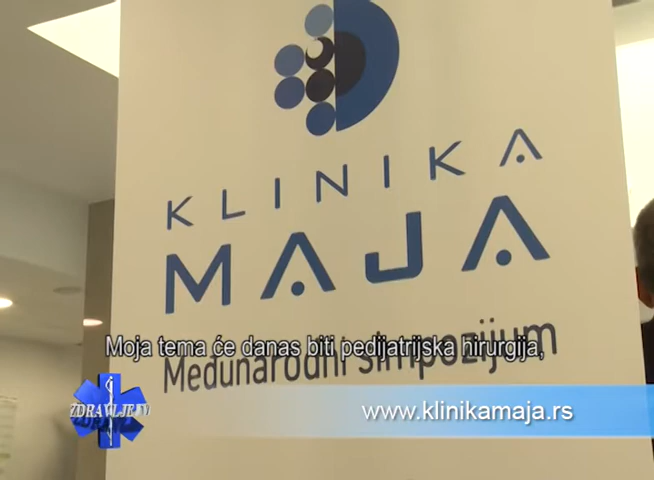 KLINIKA
MAJA
Međunarodni simpozijum
Moja tema će danas biti pedijatrijska hirurgija,
www.klinikamaja.rs